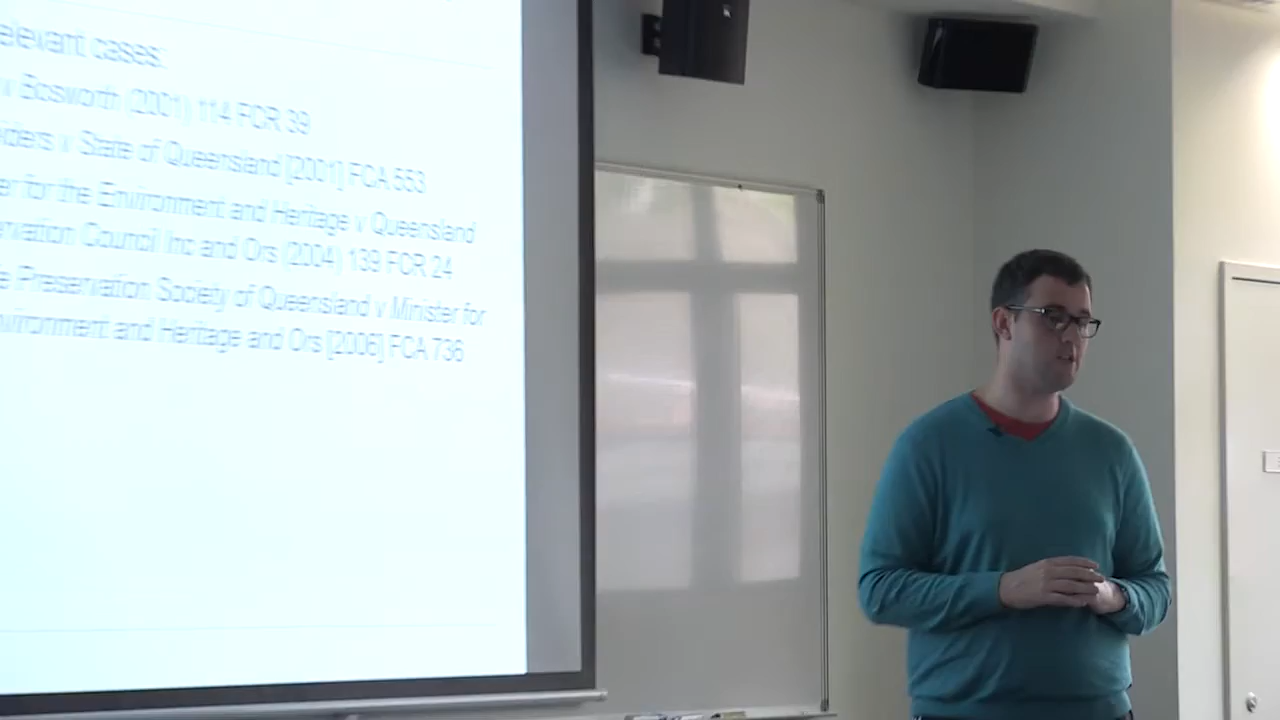 elevant cases:
v Bosworth (2001) 114 FCR 39
lders v State of Queensland [2001] FCA 553
er for the Environment and Heritage v Queensland
ervation Council Inc and Ors (2004) 139 FCR 24
e Preservation Society of Queensland v Minister for
nvironment and Heritage and Ors [2006] FCA 736